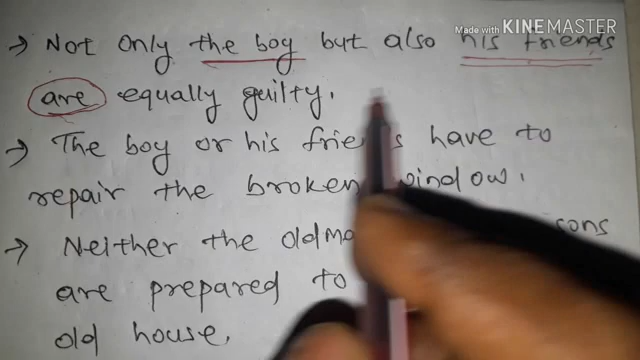 Made with KINEMASTER
→ Not only the boy but also his friends
are equally guilty.
→ The boy or his friends have to
repair the broken window.
→ Neither the oldma sons
are prepared to
old house.